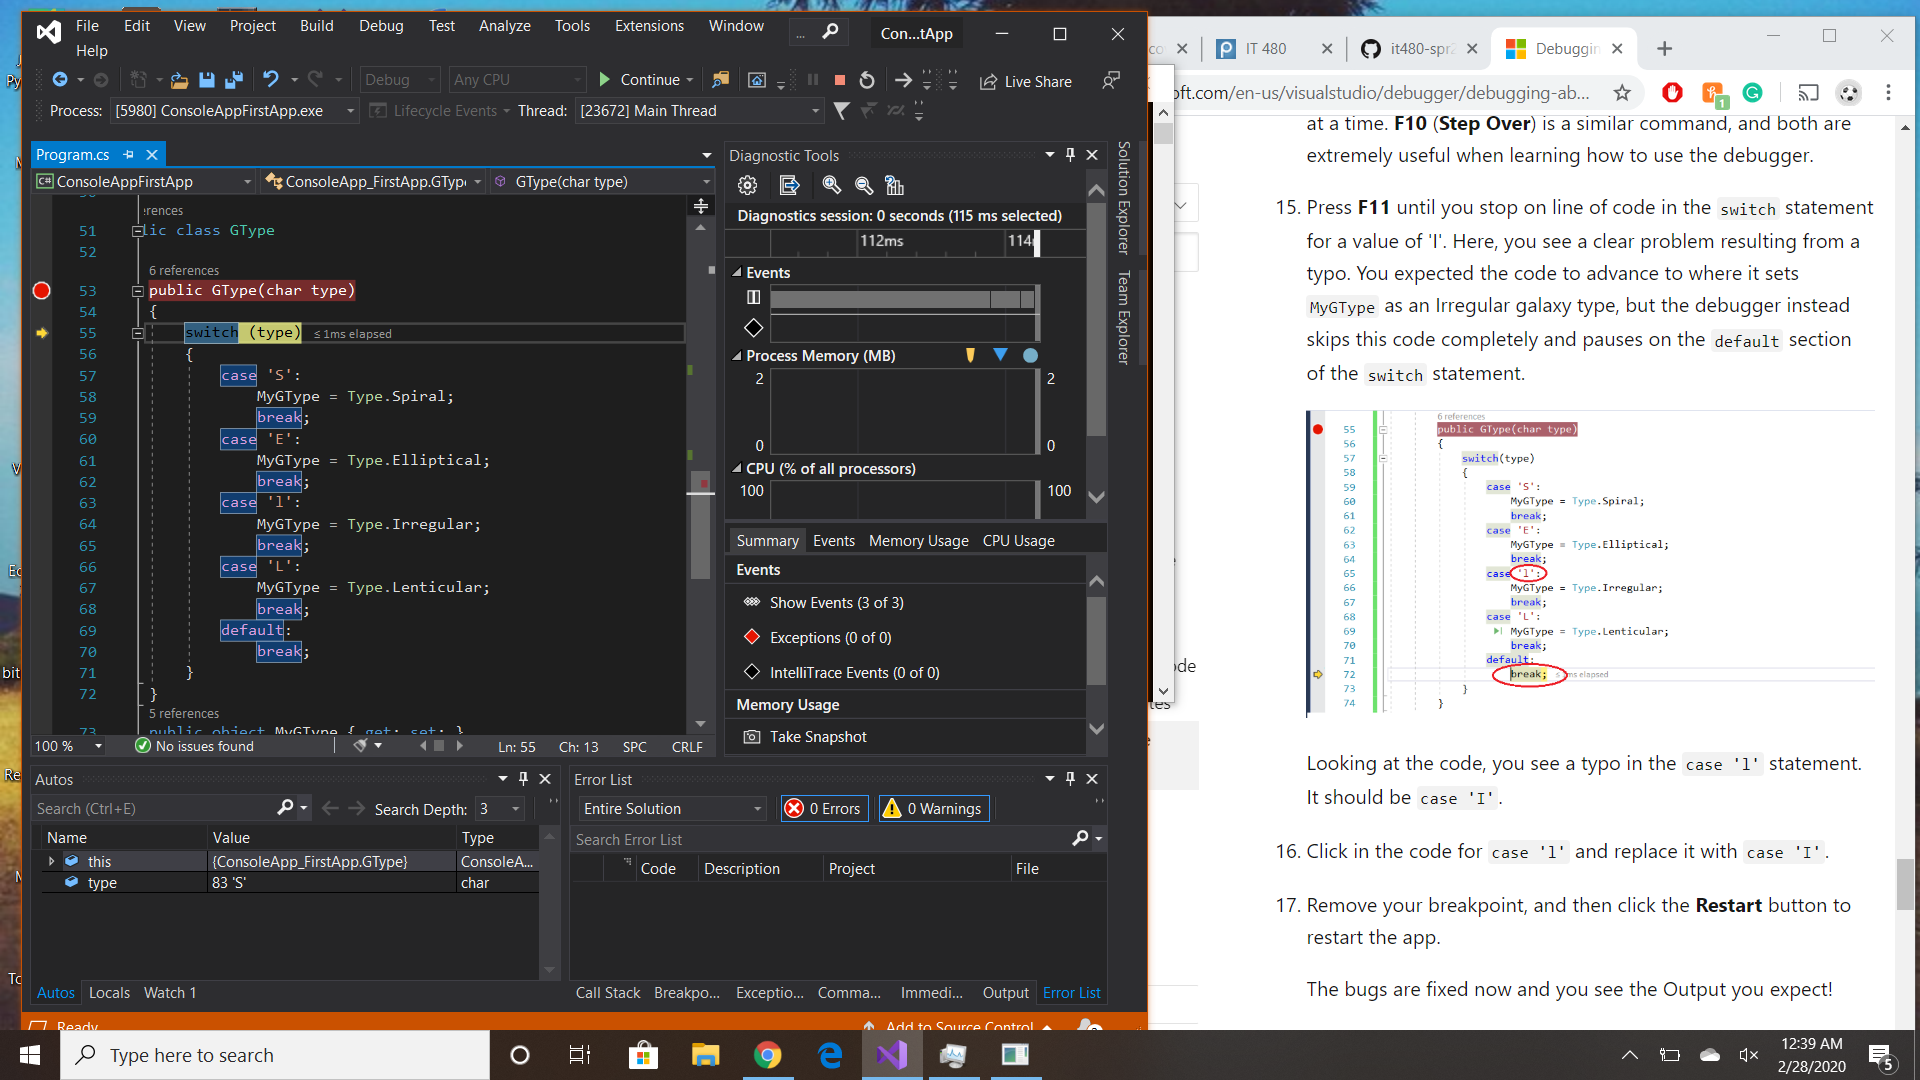 File Edit View Project Build Debug Test Analyze Tools Extensions Window
Help
... Con...tApp
Debug Any CPU Continue Live Share
Process: [5980] ConsoleAppFirstApp.exe Lifecycle Events Thread: [23672] Main Thread
Program.cs
ConsoleAppFirstApp ConsoleApp_FirstApp.GTyp GType(char type)
erences
51 lic class GType
52
6 references
53 public GType(char type)
54 {
55 switch (type) ≤ 1ms elapsed
56 {
57 case 'S':
58 MyGType = Type.Spiral;
59 break;
60 case 'E':
61 MyGType = Type.Elliptical;
62 break;
63 case 'l':
64 MyGType = Type.Irregular;
65 break;
66 case 'L':
67 MyGType = Type.Lenticular;
68 break;
69 default:
70 break;
71 }
72 }
5 references
73 public object MyGType { get; set; }
100 % No issues found Ln: 55 Ch: 13 SPC CRLF
Diagnostic Tools
Diagnostics session: 0 seconds (115 ms selected)
112ms 114
Events
Process Memory (MB)
2 2
0 0
CPU (% of all processors)
100 100
Summary Events Memory Usage CPU Usage
Events
Show Events (3 of 3)
Exceptions (0 of 0)
IntelliTrace Events (0 of 0)
Memory Usage
Take Snapshot
Solution Explorer
Team Explorer
Autos
Search (Ctrl+E) Search Depth: 3
Name Value Type
this {ConsoleApp_FirstApp.GType} ConsoleA...
type 83 'S' char
Autos Locals Watch 1
Error List
Entire Solution 0 Errors 0 Warnings
Search Error List
Code Description Project File
Call Stack Breakpo... Exceptio... Comma... Immedi... Output Error List
Ready Add to Source Control
co IT 480 it480-spr2 Debuggin
oft.com/en-us/visualstudio/debugger/debugging-ab...
1
at a time. F10 (Step Over) is a similar command, and both are
extremely useful when learning how to use the debugger.
15. Press F11 until you stop on line of code in the switch statement
for a value of 'I'. Here, you see a clear problem resulting from a
typo. You expected the code to advance to where it sets
MyGType as an Irregular galaxy type, but the debugger instead
skips this code completely and pauses on the default section
of the switch statement.
6 references
55 public GType(char type)
56 {
57 switch(type)
58 {
59 case 'S':
60 MyGType = Type.Spiral;
61 break;
62 case 'E':
63 MyGType = Type.Elliptical;
64 break;
65 case 'l':
66 MyGType = Type.Irregular;
67 break;
68 case 'L':
69 MyGType = Type.Lenticular;
70 break;
71 default:
72 break; ≤ 1ms elapsed
73 }
74 }
ode
tes
e
Looking at the code, you see a typo in the case 'l' statement.
It should be case 'I'.
16. Click in the code for case 'l' and replace it with case 'I'.
17. Remove your breakpoint, and then click the Restart button to
restart the app.
The bugs are fixed now and you see the Output you expect!
Type here to search
12:39 AM
2/28/2020
5